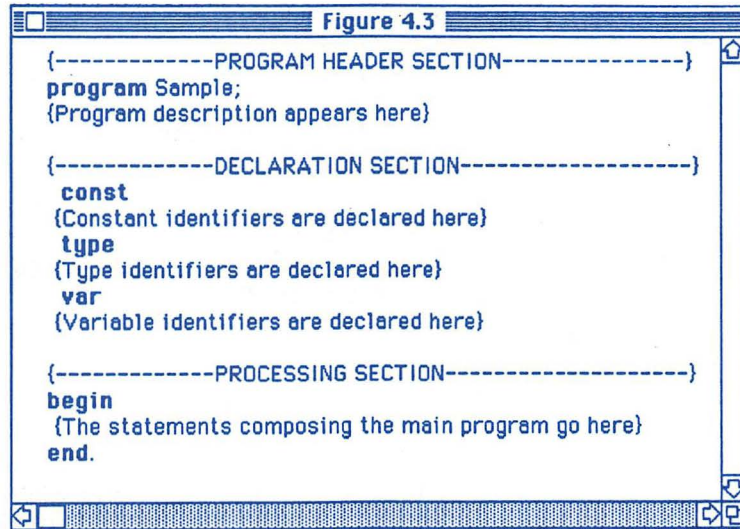 Figure 4.3
{-------------PROGRAM HEADER SECTION---------------}
program Sample;
{Program description appears here}
{-------------DECLARATION SECTION-------------------}
const
{Constant identifiers are declared here}
type
{Type identifiers are declared here}
var
{Variable identifiers are declared here}
{-------------PROCESSING SECTION--------------------}
begin
{The statements composing the main program go here}
end.